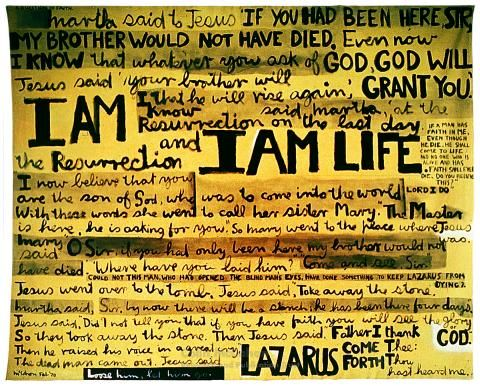 martha said to Jesus 'IF YOU HAD BEEN HERE SIR,
MY BROTHER WOULD NOT HAVE DIED. Even now
I KNOW that whatever you ask of GOD, GOD WILL
Jesus said 'your brother will GRANT YOU.'
I know that he will rise again,' said martha, 'at the
Resurrection on the last day
I AM
the Resurrection and I AM LIFE
IF A MAN HAS
FAITH IN ME,
EVEN THOUGH
HE DIE, HE SHALL
COME TO LIFE
AND NO ONE WHO IS
ALIVE AND HAS
FAITH SHALL EVER
DIE. DO YOU BELIEVE
THIS?"
LORD I DO
I now believe that you
are the son of God, who was to come into the world
With these words she went to call her sister Mary. "The Master
is here, he is asking for you." So mary went to the place where Jesus was.
mary said O Sir if you had only been here my brother would not
have died. 'Where have you laid him?' 'Come and see Sir.'
COULD NOT THIS MAN, WHO HAD OPENED THE BLIND MANS EYES, HAVE DONE SOMETHING TO KEEP LAZARUS FROM
DYING?
Jesus went over to the tomb. Jesus said, Take away the stone.
martha said, Sir, by now there will be a stench; he has been there four days.
Jesus said, Did I not tell you that if you have faith you will see the glory of
GOD.
So they took away the stone. Then Jesus said. Father I thank
Thee:
Then he raised his voice in a great cry. LAZARUS COME FORTH
Thou
hast heard me.
The dead man came out. Jesus said
McCahon Feb. '70
Loose him, let him go.